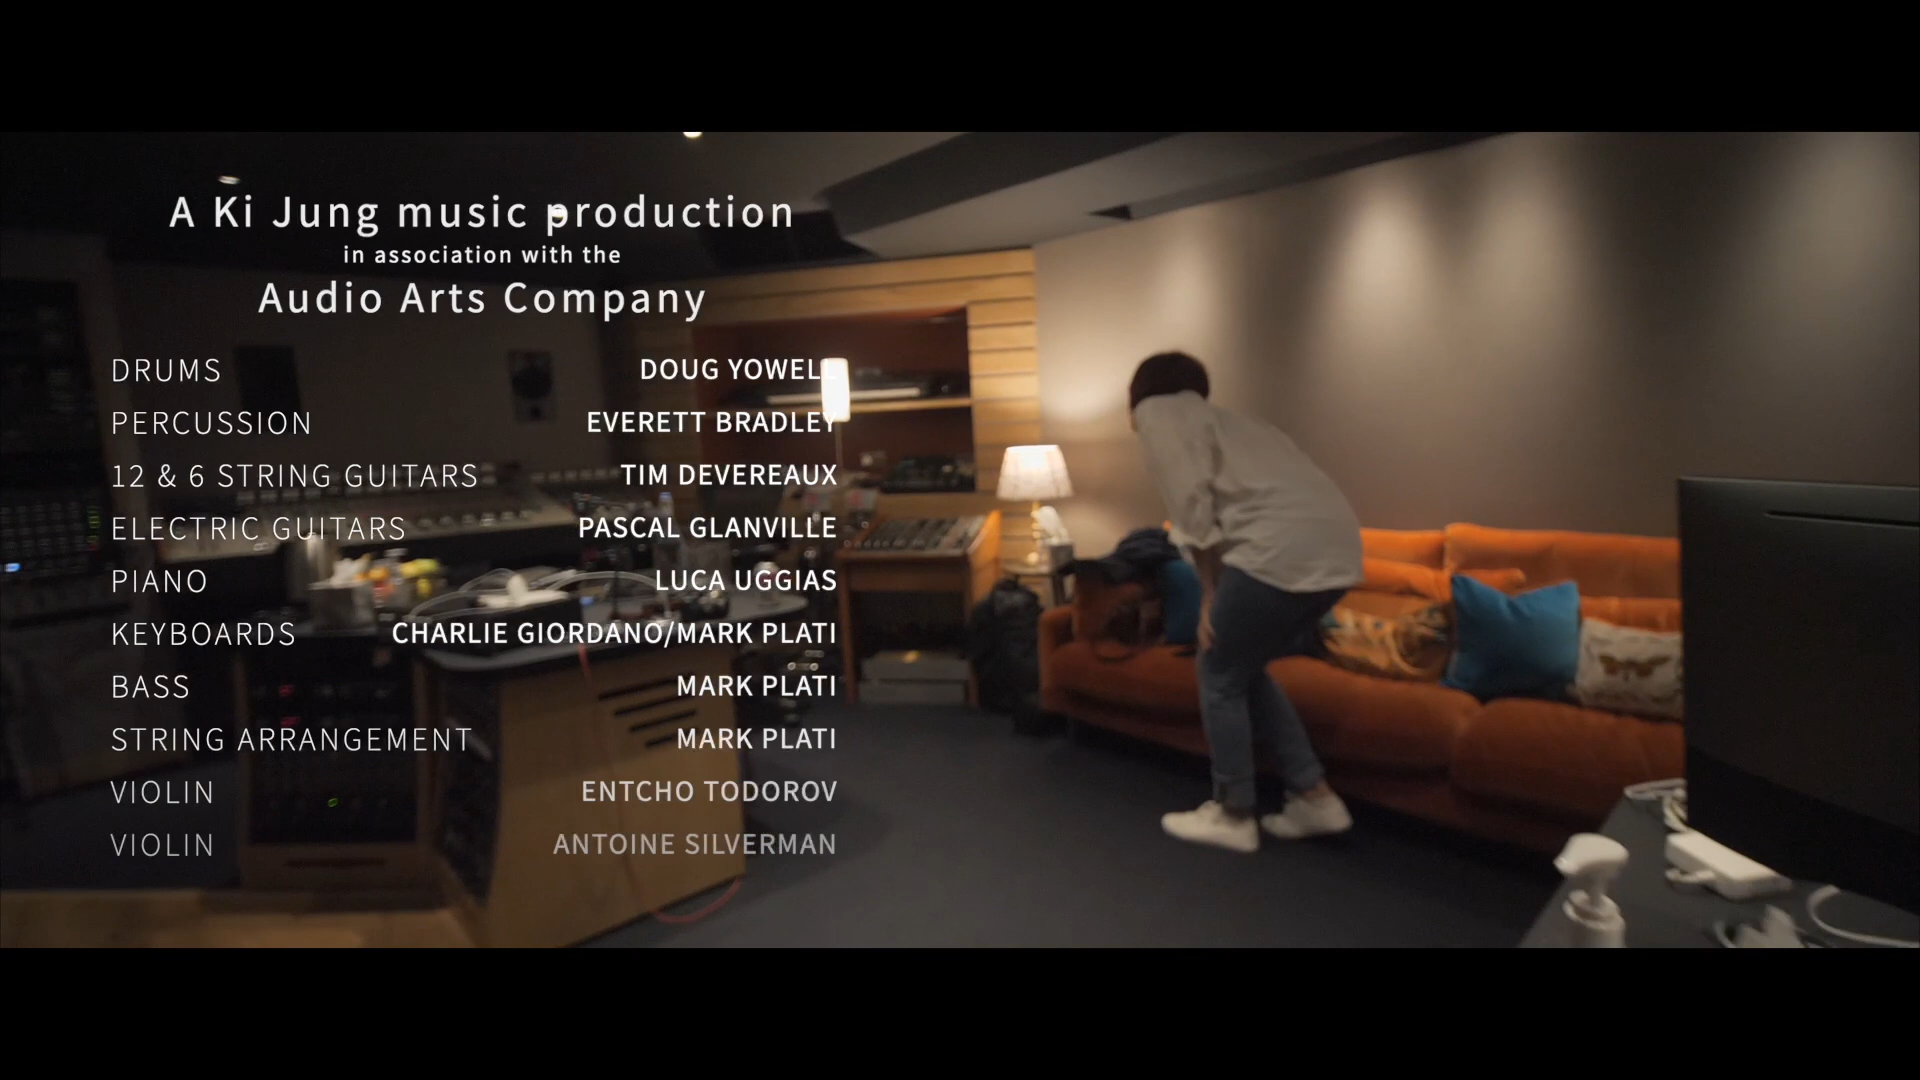 A Ki Jung music production
in association with the
Audio Arts Company
DRUMS DOUG YOWELL
PERCUSSION EVERETT BRADLEY
12 & 6 STRING GUITARS TIM DEVEREAUX
ELECTRIC GUITARS PASCAL GLANVILLE
PIANO LUCA UGGIAS
KEYBOARDS CHARLIE GIORDANO/MARK PLATI
BASS MARK PLATI
STRING ARRANGEMENT MARK PLATI
VIOLIN ENTCHO TODOROV
VIOLIN ANTOINE SILVERMAN